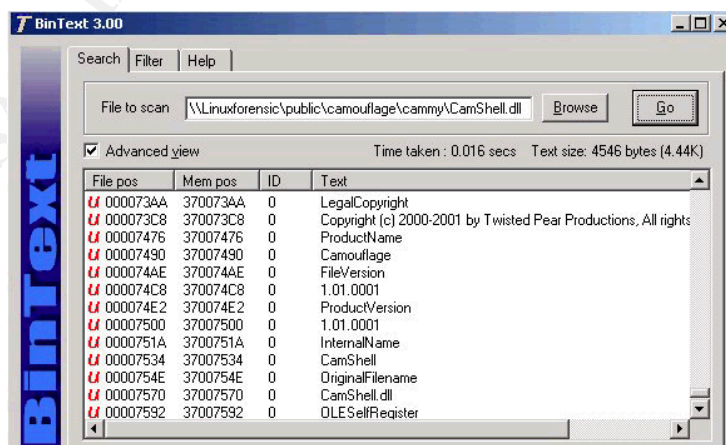 BinText 3.00
Search Filter Help
File to scan \\Linuxforensic\public\camouflage\cammy\CamShell.dll Browse Go
Advanced view Time taken : 0.016 secs Text size: 4546 bytes (4.44K)
File pos Mem pos ID Text
U 000073AA 370073AA 0 LegalCopyright
U 000073C8 370073C8 0 Copyright (c) 2000-2001 by Twisted Pear Productions, All rights
U 00007476 37007476 0 ProductName
U 00007490 37007490 0 Camouflage
U 000074AE 370074AE 0 FileVersion
U 000074C8 370074C8 0 1.01.0001
U 000074E2 370074E2 0 ProductVersion
U 00007500 37007500 0 1.01.0001
U 0000751A 3700751A 0 InternalName
U 00007534 37007534 0 CamShell
U 0000754E 3700754E 0 OriginalFilename
U 00007570 37007570 0 CamShell.dll
U 00007592 37007592 0 OLESelfRegister
BinText